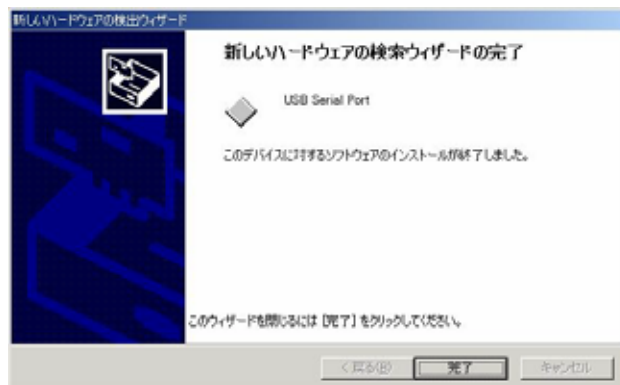 新しいハードウェアの検出ウィザード
新しいハードウェアの検索ウィザードの完了
USB Serial Port
このデバイスに対するソフトウェアのインストールが終了しました。
このウィザードを閉じるには [完了] をクリックしてください。
< 戻る(B)
完了
キャンセル